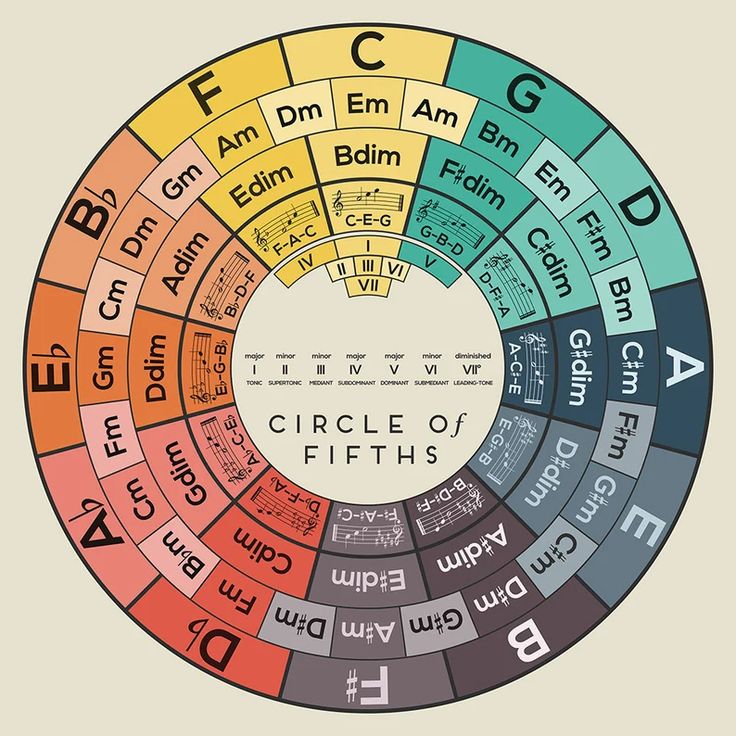 C
G
D
A
E
B
F♯
D♭
A♭
E♭
B♭
F
Dm
Em
Am
Bm
Em
F♯m
Bm
C♯m
F♯m
G♯m
C♯m
D♯m
G♯m
A♯m
D♯m
Fm
B♭m
Cm
Fm
Gm
Cm
Dm
Gm
Am
Bdim
F♯dim
C♯dim
G♯dim
D♯dim
A♯dim
E♯dim
Cdim
Gdim
Ddim
Adim
Edim
C-E-G
G-B-D
D-F♯-A
A-C-E
B-D♯-F♯
F♯-A♯-C♯
D♭-F-A♭
A♭-C-E♭
E♭-G-B♭
B♭-D-F
F-A-C
I
IV II III VI V
VII
major minor minor major major minor diminished
I II III IV V VI VII°
TONIC SUPERTONIC MEDIANT SUBDOMINANT DOMINANT SUBMEDIANT LEADING-TONE
CIRCLE Of
FIFTHS